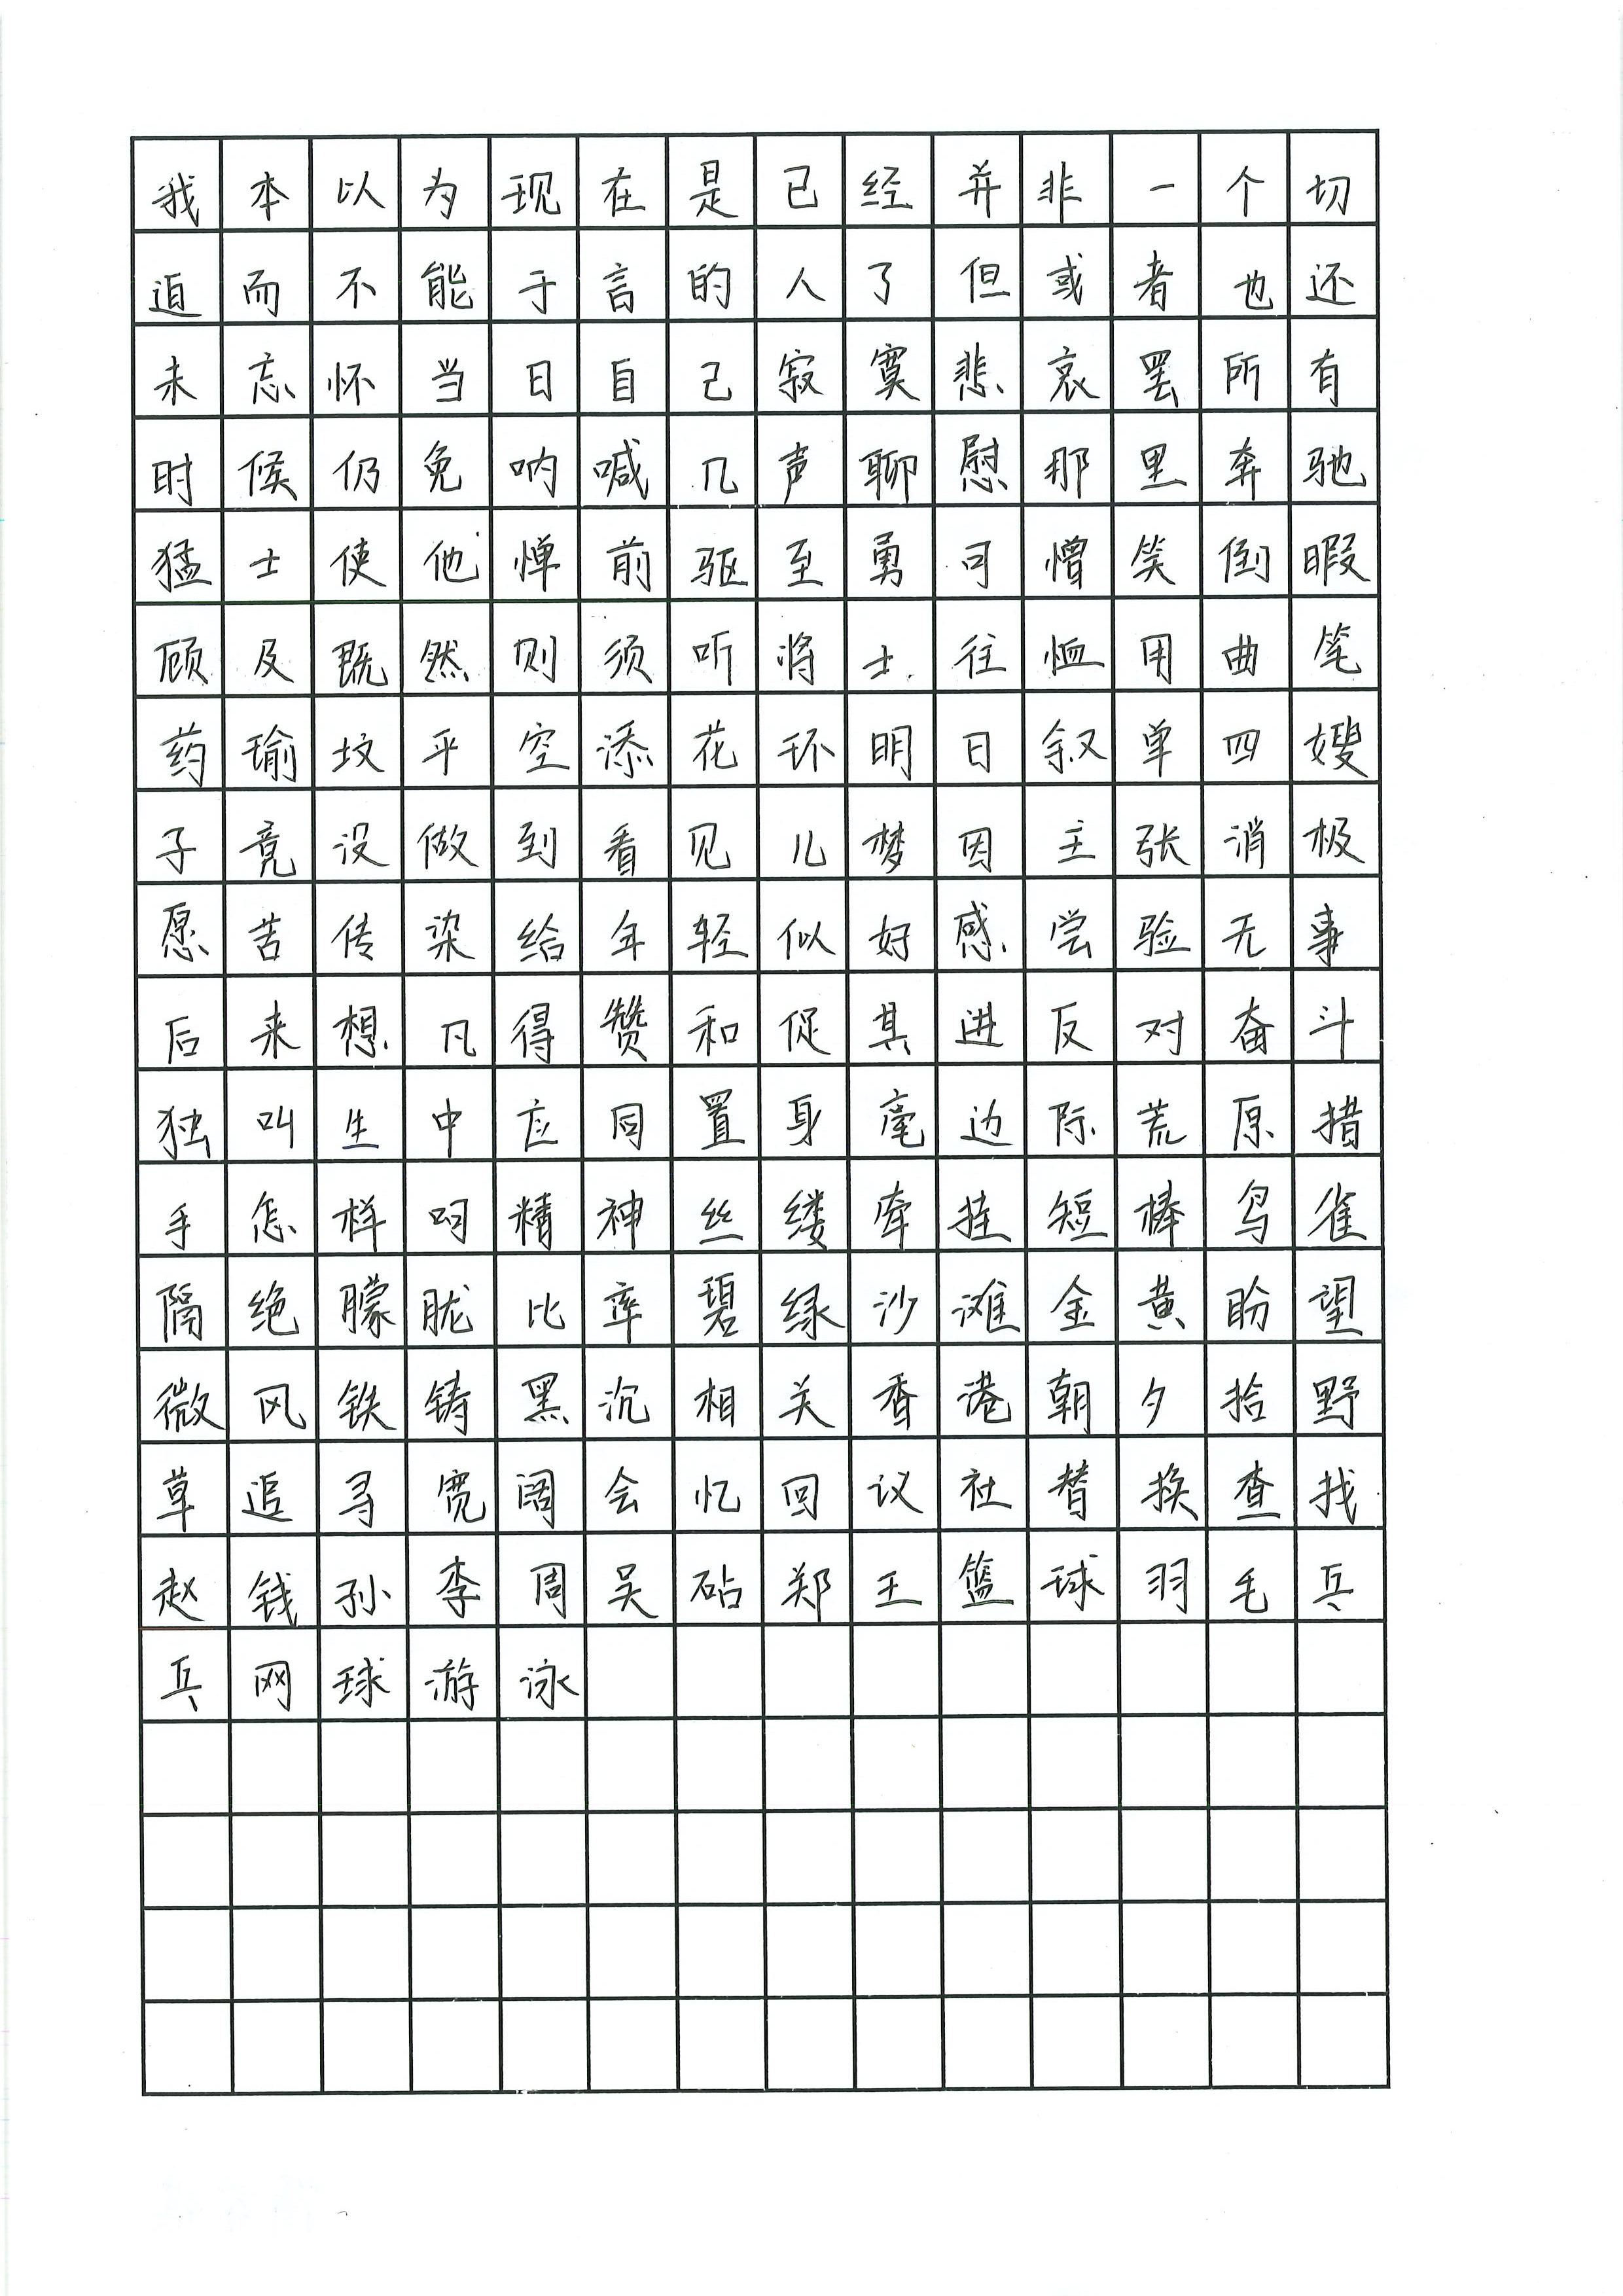 我本以为现在是已经并非一个切
迫而不能于言的人了但或者也还
未忘怀当日自己寂寞悲哀罢所有
时候仍免呐喊几声聊慰那里奔驰
猛士使他惮前驱至勇可憎笑倒暇
顾及既然则须听将士往恤用曲笔
药瑜坟平空添花环明日叙单四嫂
子竟没做到看见儿梦因主张消极
愿苦传染给年轻似好感尝验无事
后来想凡得赞和促其进反对奋斗
独叫生中应同置身毫边际荒原措
手怎样呵精神丝缕牵挂短棒鸟雀
隔绝朦胧比率碧绿沙滩金黄盼望
微风铁铸黑沉相关香港朝夕拾野
草追寻宽阔会忆回议社替换查找
赵钱孙李周吴砧郑王篮球羽毛乒
乓网球游泳